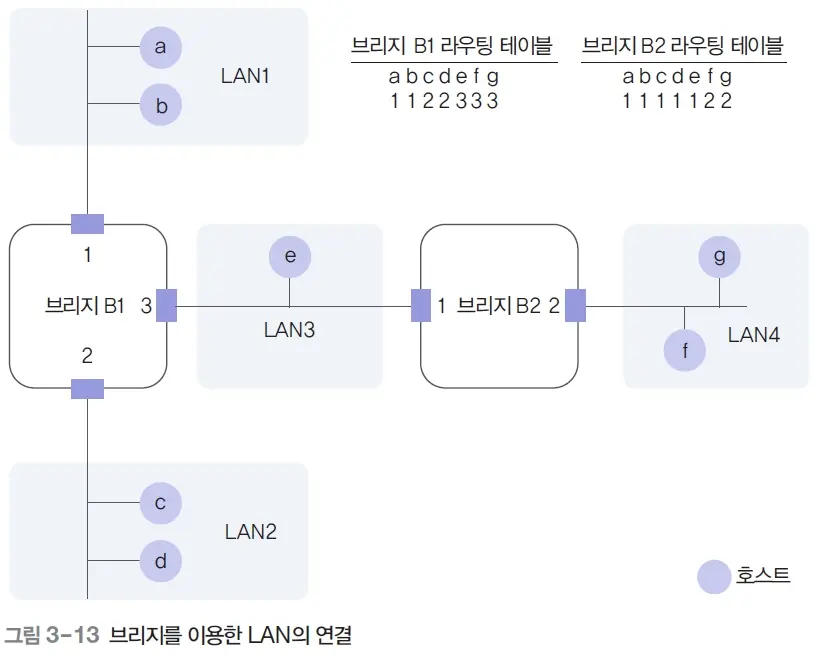 a
b
LAN1
브리지 B1 라우팅 테이블
a b c d e f g
1 1 2 2 3 3 3
브리지 B2 라우팅 테이블
a b c d e f g
1 1 1 1 1 2 2
1
브리지 B1 3
2
e
LAN3
1 브리지 B2 2
g
f
LAN4
c
d
LAN2
호스트
그림 3-13 브리지를 이용한 LAN의 연결